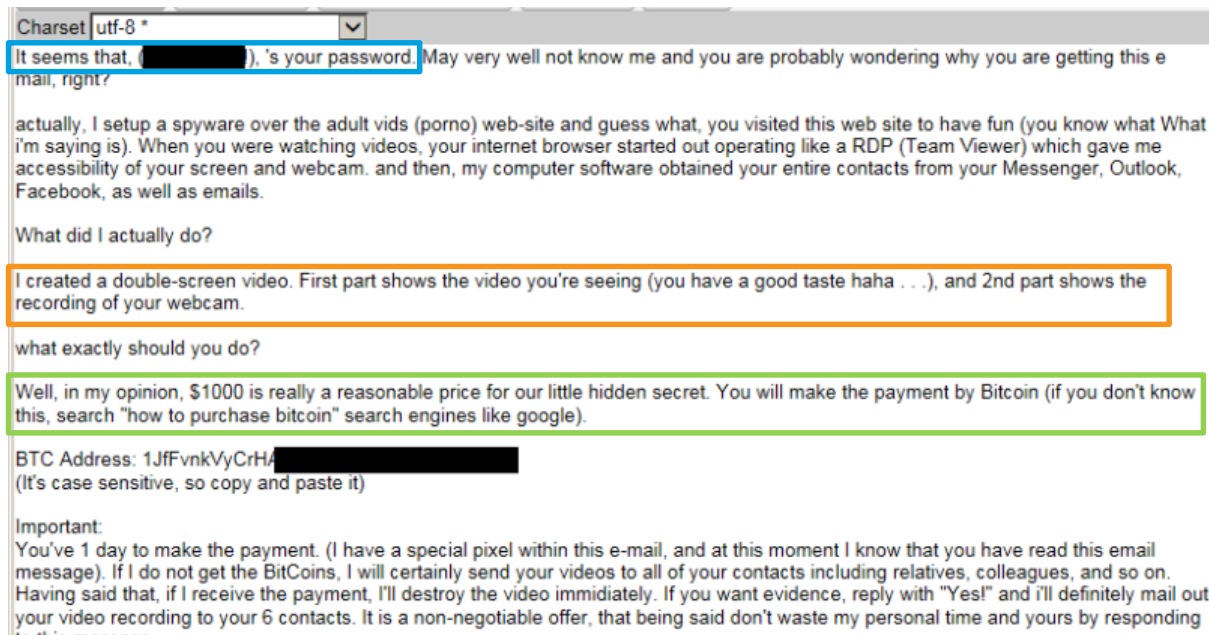 Charset utf-8 *
It seems that, ( ), 's your password. May very well not know me and you are probably wondering why you are getting this e
mail, right?
actually, I setup a spyware over the adult vids (porno) web-site and guess what, you visited this web site to have fun (you know what What
i'm saying is). When you were watching videos, your internet browser started out operating like a RDP (Team Viewer) which gave me
accessibility of your screen and webcam. and then, my computer software obtained your entire contacts from your Messenger, Outlook,
Facebook, as well as emails.
What did I actually do?
I created a double-screen video. First part shows the video you're seeing (you have a good taste haha . . .), and 2nd part shows the
recording of your webcam.
what exactly should you do?
Well, in my opinion, $1000 is really a reasonable price for our little hidden secret. You will make the payment by Bitcoin (if you don't know
this, search "how to purchase bitcoin" search engines like google).
BTC Address: 1JfFvnkVyCrHA
(It's case sensitive, so copy and paste it)
Important:
You've 1 day to make the payment. (I have a special pixel within this e-mail, and at this moment I know that you have read this email
message). If I do not get the BitCoins, I will certainly send your videos to all of your contacts including relatives, colleagues, and so on.
Having said that, if I receive the payment, I'll destroy the video immidiately. If you want evidence, reply with "Yes!" and i'll definitely mail out
your video recording to your 6 contacts. It is a non-negotiable offer, that being said don't waste my personal time and yours by responding